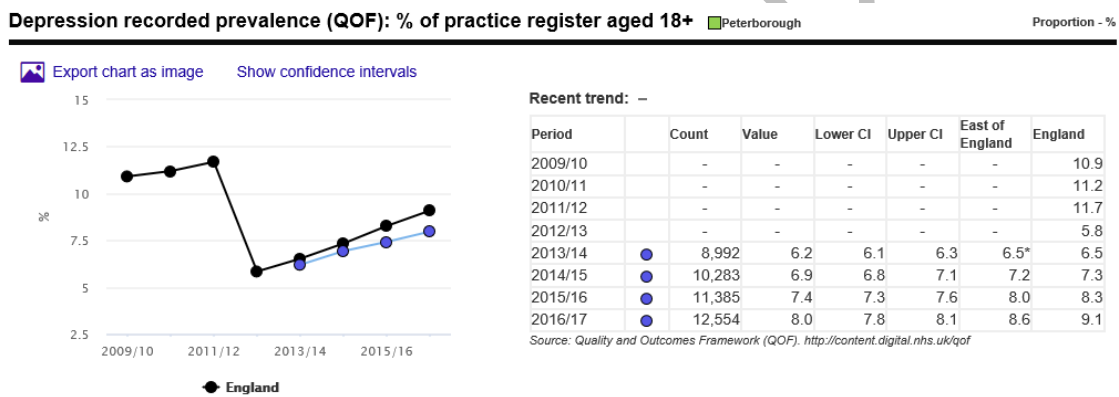 Depression recorded prevalence (QOF): % of practice register aged 18+ Peterborough Proportion - %
Export chart as image Show confidence intervals
15
12.5
10
%
7.5
5
2.5
2009/10 2011/12 2013/14 2015/16
England
Recent trend: –
Period Count Value Lower CI Upper CI East of England England
2009/10 - - - - - 10.9
2010/11 - - - - - 11.2
2011/12 - - - - - 11.7
2012/13 - - - - - 5.8
2013/14 8,992 6.2 6.1 6.3 6.5* 6.5
2014/15 10,283 6.9 6.8 7.1 7.2 7.3
2015/16 11,385 7.4 7.3 7.6 8.0 8.3
2016/17 12,554 8.0 7.8 8.1 8.6 9.1
Source: Quality and Outcomes Framework (QOF). http://content.digital.nhs.uk/qof